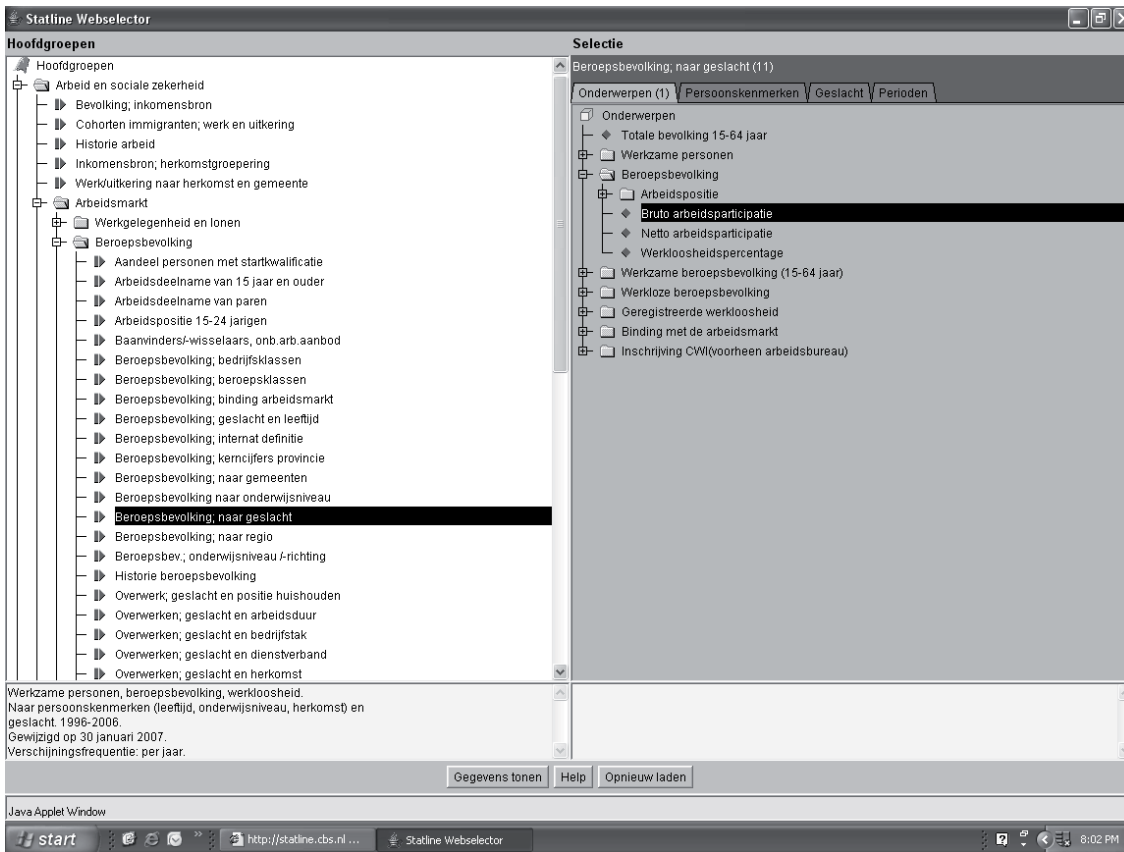 Statline Webselector
Hoofdgroepen
Hoofdgroepen
Arbeid en sociale zekerheid
Bevolking; inkomensbron
Cohorten immigranten; werk en uitkering
Historie arbeid
Inkomensbron; herkomstgroepering
Werk/uitkering naar herkomst en gemeente
Arbeidsmarkt
Werkgelegenheid en lonen
Beroepsbevolking
Aandeel personen met startkwalificatie
Arbeidsdeelname van 15 jaar en ouder
Arbeidsdeelname van paren
Arbeidspositie 15-24 jarigen
Baanvinders/-wisselaars, onb.arb.aanbod
Beroepsbevolking; bedrijfsklassen
Beroepsbevolking; beroepsklassen
Beroepsbevolking; binding arbeidsmarkt
Beroepsbevolking; geslacht en leeftijd
Beroepsbevolking; internat definitie
Beroepsbevolking; kerncijfers provincie
Beroepsbevolking; naar gemeenten
Beroepsbevolking naar onderwijsniveau
Beroepsbevolking; naar geslacht
Beroepsbevolking; naar regio
Beroepsbev.; onderwijsniveau /-richting
Historie beroepsbevolking
Overwerk; geslacht en positie huishouden
Overwerken; geslacht en arbeidsduur
Overwerken; geslacht en bedrijfstak
Overwerken; geslacht en dienstverband
Overwerken; geslacht en herkomst
Werkzame personen, beroepsbevolking, werkloosheid.
Naar persoonskenmerken (leeftijd, onderwijsniveau, herkomst) en
geslacht. 1996-2006.
Gewijzigd op 30 januari 2007.
Verschijningsfrequentie: per jaar.
Selectie
Beroepsbevolking; naar geslacht (11)
Onderwerpen (1) Persoonskenmerken Geslacht Perioden
Onderwerpen
Totale bevolking 15-64 jaar
Werkzame personen
Beroepsbevolking
Arbeidspositie
Bruto arbeidsparticipatie
Netto arbeidsparticipatie
Werkloosheidspercentage
Werkzame beroepsbevolking (15-64 jaar)
Werkloze beroepsbevolking
Geregistreerde werkloosheid
Binding met de arbeidsmarkt
Inschrijving CWI(voorheen arbeidsbureau)
Gegevens tonen Help Opnieuw laden
Java Applet Window
start http://statline.cbs.nl ... Statline Webselector 8:02 PM